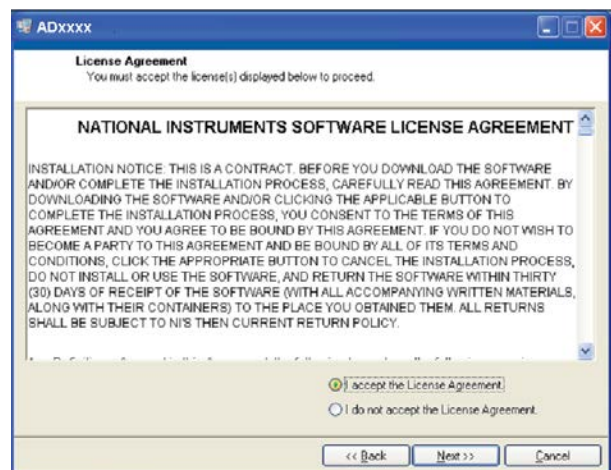 ADxxxx
License Agreement
You must accept the license(s) displayed below to proceed.
NATIONAL INSTRUMENTS SOFTWARE LICENSE AGREEMENT
INSTALLATION NOTICE: THIS IS A CONTRACT. BEFORE YOU DOWNLOAD THE SOFTWARE
AND/OR COMPLETE THE INSTALLATION PROCESS, CAREFULLY READ THIS AGREEMENT. BY
DOWNLOADING THE SOFTWARE AND/OR CLICKING THE APPLICABLE BUTTON TO
COMPLETE THE INSTALLATION PROCESS, YOU CONSENT TO THE TERMS OF THIS
AGREEMENT AND YOU AGREE TO BE BOUND BY THIS AGREEMENT. IF YOU DO NOT WISH TO
BECOME A PARTY TO THIS AGREEMENT AND BE BOUND BY ALL OF ITS TERMS AND
CONDITIONS, CLICK THE APPROPRIATE BUTTON TO CANCEL THE INSTALLATION PROCESS,
DO NOT INSTALL OR USE THE SOFTWARE, AND RETURN THE SOFTWARE WITHIN THIRTY
(30) DAYS OF RECEIPT OF THE SOFTWARE (WITH ALL ACCOMPANYING WRITTEN MATERIALS,
ALONG WITH THEIR CONTAINERS) TO THE PLACE YOU OBTAINED THEM. ALL RETURNS
SHALL BE SUBJECT TO NI'S THEN CURRENT RETURN POLICY.
I accept the License Agreement.
I do not accept the License Agreement.
<< Back Next >> Cancel